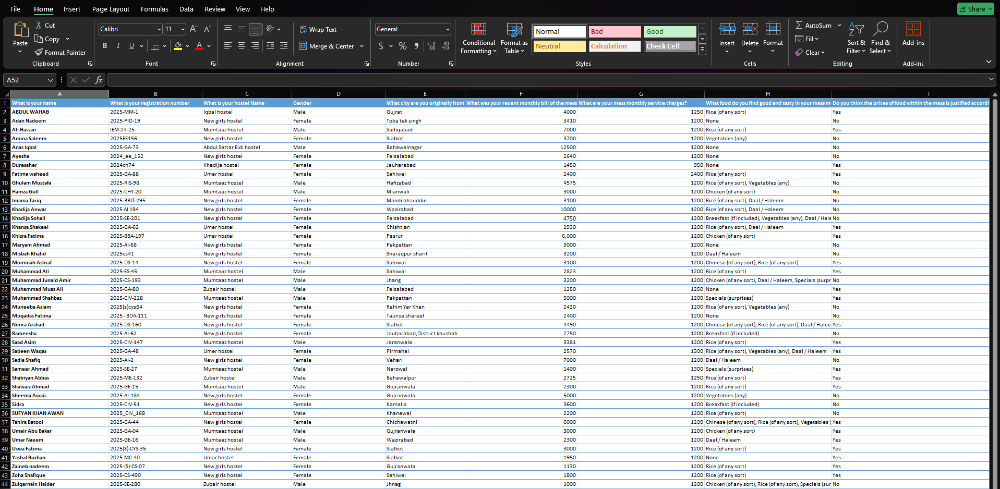 File Home Insert Page Layout Formulas Data Review View Help Share
Cut
Copy
Format Painter
Paste
Clipboard
Calibri 11
B I U
Font
Wrap Text
Merge & Center
Alignment
General
$ %
Number
Conditional Formatting
Format as Table
Normal Bad Good
Neutral Calculation Check Cell
Styles
Insert Delete Format
Cells
AutoSum
Fill
Clear
Sort & Filter
Find & Select
Editing
Add-ins
Add-ins
A52 fx
A B C D E F G H I
1 What is your name What is your registration number What is your hostel Name Gender What city are you originally from What was your recent monthly bill of the mess What are your mess monthly service charges? What food do you find good and tasty in your mess m Do you think the prices of food within the mess is justified accordi
2 ABDUL WAHAB 2025-MM-1 Iqbal hostel Male Gujrat 4000 1250 Rice (of any sort) Yes
3 Adan Nadeem 2025-PID-19 New girls hostel Female Toba tek singh 3410 1200 None No
4 Ali Hassan IEM-24-25 Mumtaaz hostel Male Sadiqabad 7000 1200 Rice (of any sort) Yes
5 Amina Saleem 2025EE156 New girls hostel Female Sialkot 3700 1200 Vegetables (any) No
6 Anas Iqbal 2025-GA-73 Abdul Sattar Eidi hostel Male Bahawalnagar 12500 1200 None No
7 Ayesha 2024_ee_152 New girls hostel Female Faisalabad 2640 1200 None No
8 Duresaher 2024ch74 Khadija hostel Female Jauharabad 1450 950 None Yes
9 Fatima waheed 2025-GA-88 Umer hostel Female Sahiwal 2400 2400 Rice (of any sort) Yes
10 Ghulam Mustafa 2025-RIS-98 Mumtaaz hostel Male Hafizabad 4575 1200 Rice (of any sort), Vegetables (any) No
11 Hamza Gull 2025-CHY-20 Mumtaaz hostel Male Mianwali 3000 1200 Chicken (of any sort) No
12 Imama Tariq 2025-BBIT-295 New girls hostel Female Mandi bhauddin 3100 1200 Rice (of any sort), Daal / Haleem No
13 Khadija Anwar 2025 AI 194 New girls hostel Female Wazirabad 10000 1200 Rice (of any sort), Daal / Haleem No
14 Khadija Sohail 2025-SE-201 New girls hostel Female Faisalabad 4750 1200 Breakfast (if included), Vegetables (any), Daal / Hale No
15 Khansa Shakeel 2025-GA-62 Umer hostel Female Chishtian 2930 1200 Rice (of any sort), Daal / Haleem Yes
16 Khizra Fatima 2025-BBA-197 Umar hostel Female Pasrur 6,000 1200 Chicken (of any sort) Yes
17 Maryam Ahmad 2025-AI-68 New girls hostel Female Pakpattan 3000 1200 None No
18 Misbah Khalid 2025cs41 New girls hostel Female Sharaqpur sharif 3200 1200 Daal / Haleem No
19 Mominah Ashraf 2025-DS-14 New girls hostel Female Sahiwal 3100 1200 Chinese (of any sort), Rice (of any sort) Yes
20 Muhammad Ali 2025-ES-45 Mumtaaz hostel Male Sahiwal 2823 1200 Rice (of any sort) Yes
21 Muhammad Junaid Amir 2025-CS-193 Mumtaaz hostel Male Jhang 3200 1200 Chicken (of any sort), Daal / Haleem, Specials (surpr No
22 Muhammad Muaz Ali 2025-GA-80 Zubair hostel Male Faisalabad 1250 1250 None Yes
23 Muhammad Shahbaz 2025-CIV-228 Mumtaaz hostel Male Pakpattan 5000 1200 Specials (surprises) Yes
24 Muneeba Aslam 2025(s)cys64 New girls hostel Female Rahim Yar Khan 2430 1200 Rice (of any sort), Vegetables (any) No
25 Muqadas Fatima 2025 - BDA-111 New girls hostel Female Taunsa shareef 2400 1200 None No
26 Nimra Arshad 2025-DS-160 New girls hostel Female Sialkot 4490 1200 Chinese (of any sort), Rice (of any sort), Daal / Halee Yes
27 Rameesha 2025-AI-62 New girls hostel Female Jauharabad,District khushab 2750 1200 Breakfast (if included) No
28 Saad Asim 2025-CIV-147 Mumtaaz hostel Male Jaranwala 3381 1200 Rice (of any sort) Yes
29 Sabeen Waqas 2025-GA-48 Umer hostel Female Pirmahal 2570 1300 Rice (of any sort), Vegetables (any), Daal / Haleem Yes
30 Sadia Shafiq 2025-AI-2 New girls hostel Female Vehari 7000 1200 Daal / Haleem No
31 Sameer Ahmad 2025-SE-27 Mumtaaz hostel Male Narowal 1400 1300 Specials (surprises) Yes
32 Shabiyan Abbas 2025-ME-132 Zubair hostel Male Bahawalpur 2725 1250 Rice (of any sort) Yes
33 Shawaiz Ahmad 2025-GE-15 Mumtaaz hostel Male Gujranwala 2300 1200 Rice (of any sort) Yes
34 Sheema Awais 2025-AI-184 New girls hostel Female Gujranwala 5000 1200 Vegetables (any) No
35 Sidra 2025-CIV-51 New girls hostel Female Kamalia 3600 1200 Breakfast (if included) No
36 SUFYAN KHAN AWAN 2025_CIV_168 Mumtaaz hostel Male Khanewal 2200 1200 Rice (of any sort) No
37 Tahira Batool 2025-GA-44 New girls hostel Female Chichawatni 6000 1200 Chinese (of any sort), Rice (of any sort), Vegetables ( Yes
38 Umair Abu Bakar 2025-GA-04 Mumtaaz hostel Male Gujranwala 3000 1200 Chicken (of any sort) Yes
39 Umar Naeem 2025-GE-16 Mumtaaz hostel Male Wazirabad 2300 1200 Daal / Haleem Yes
40 Uswa Fatima 2025(S)-CYS-35 New girls hostel Female Sialkot 3000 1200 Rice (of any sort) Yes
41 Yashal Burhan 2025-MC-40 Umar hostel Female Sialkot 1950 1200 None Yes
42 Zaineb nadeem 2025-(S)-CS-07 New girls hostel Female Gujranwala 1130 1200 Rice (of any sort) Yes
43 Zoha Shafique 2025-CS-490 New girls hostel Female Sahiwal 1800 1200 Rice (of any sort) Yes
44 Zulqarnain Haider 2025-SE-280 Zubair hostel Male Jhnag 1000 1200 Chicken (of any sort), Rice (of any sort), Specials (sur No